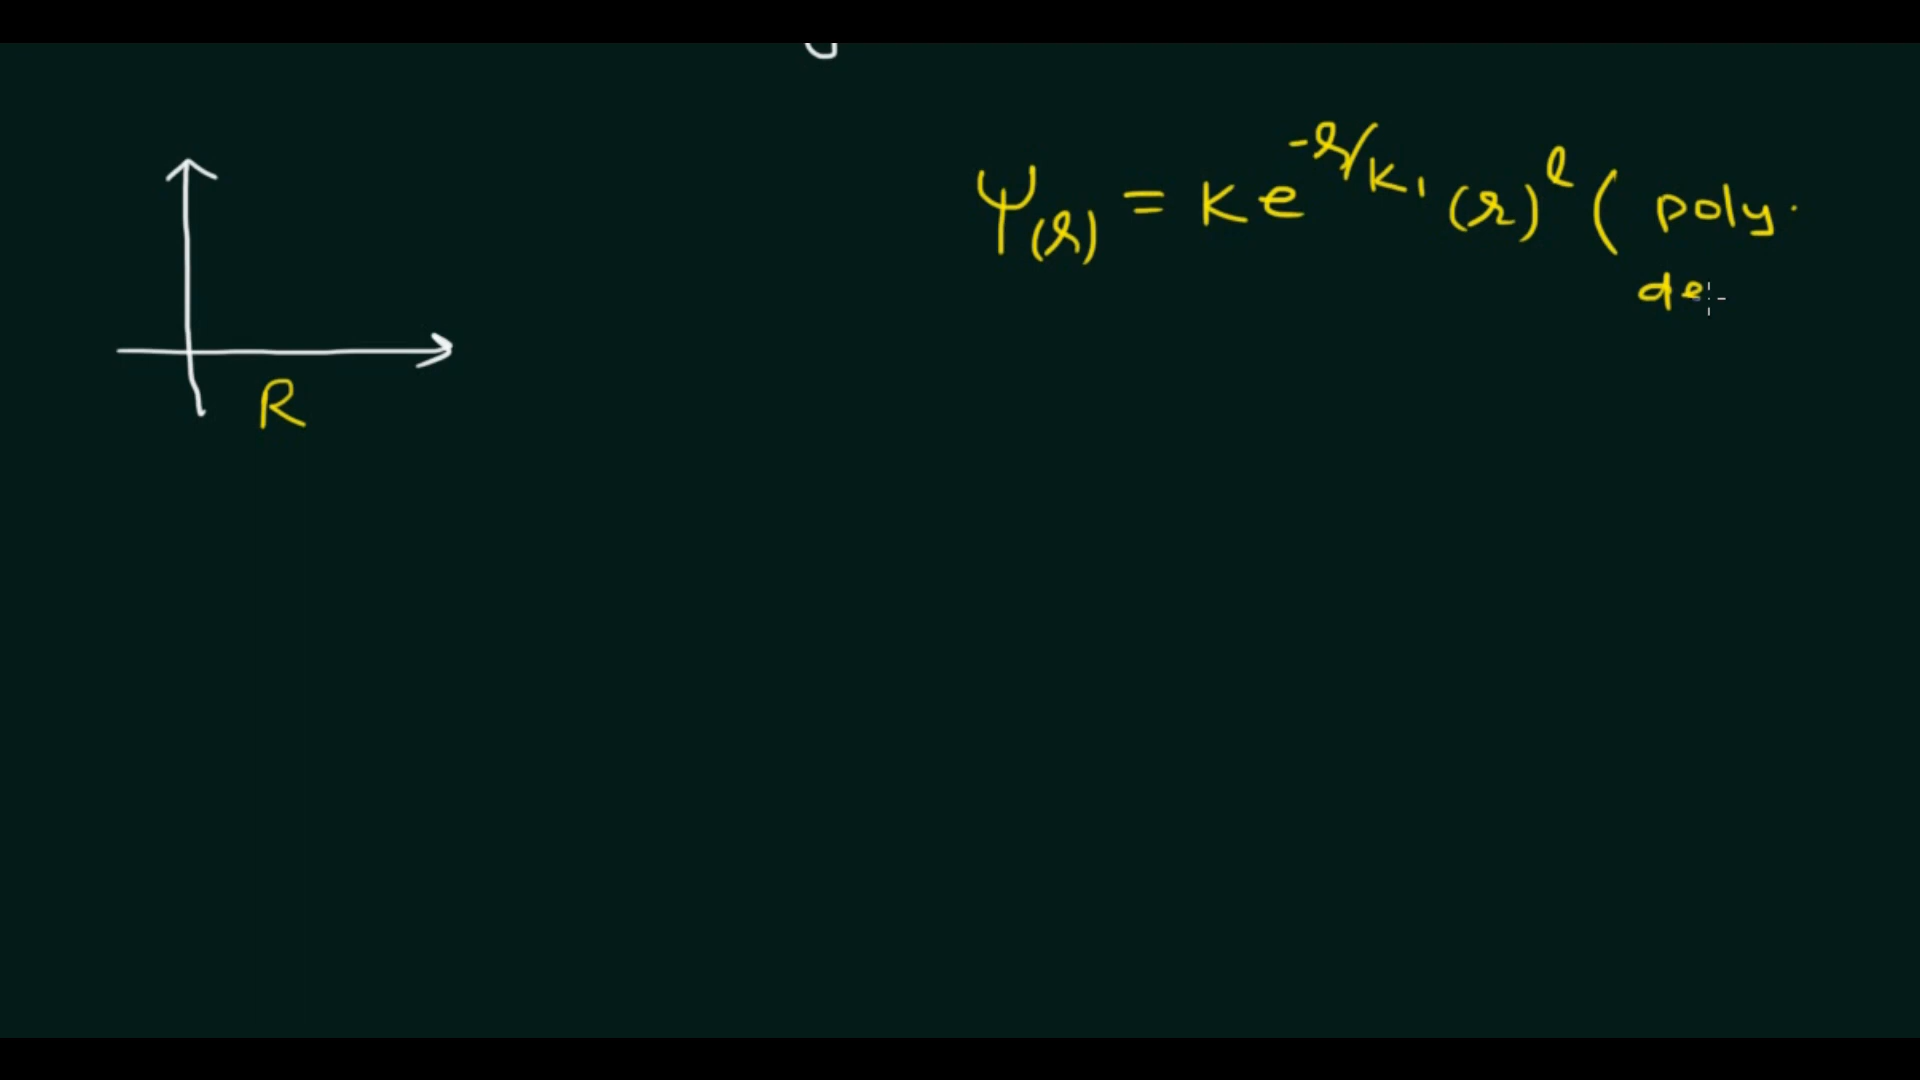 ψ(r) = K e^{-r/K₁} (r)^l ( poly.
de
R